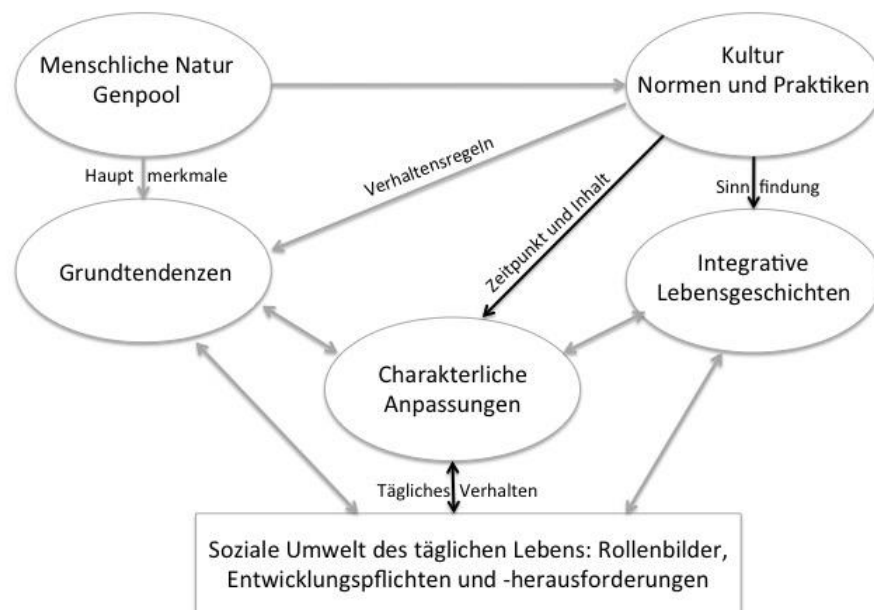 Menschliche Natur
Genpool
Kultur
Normen und Praktiken
Haupt merkmale
Verhaltensregeln
Zeitpunkt und Inhalt
Sinn findung
Grundtendenzen
Integrative
Lebensgeschichten
Charakterliche
Anpassungen
Tägliches Verhalten
Soziale Umwelt des täglichen Lebens: Rollenbilder,
Entwicklungspflichten und -herausforderungen